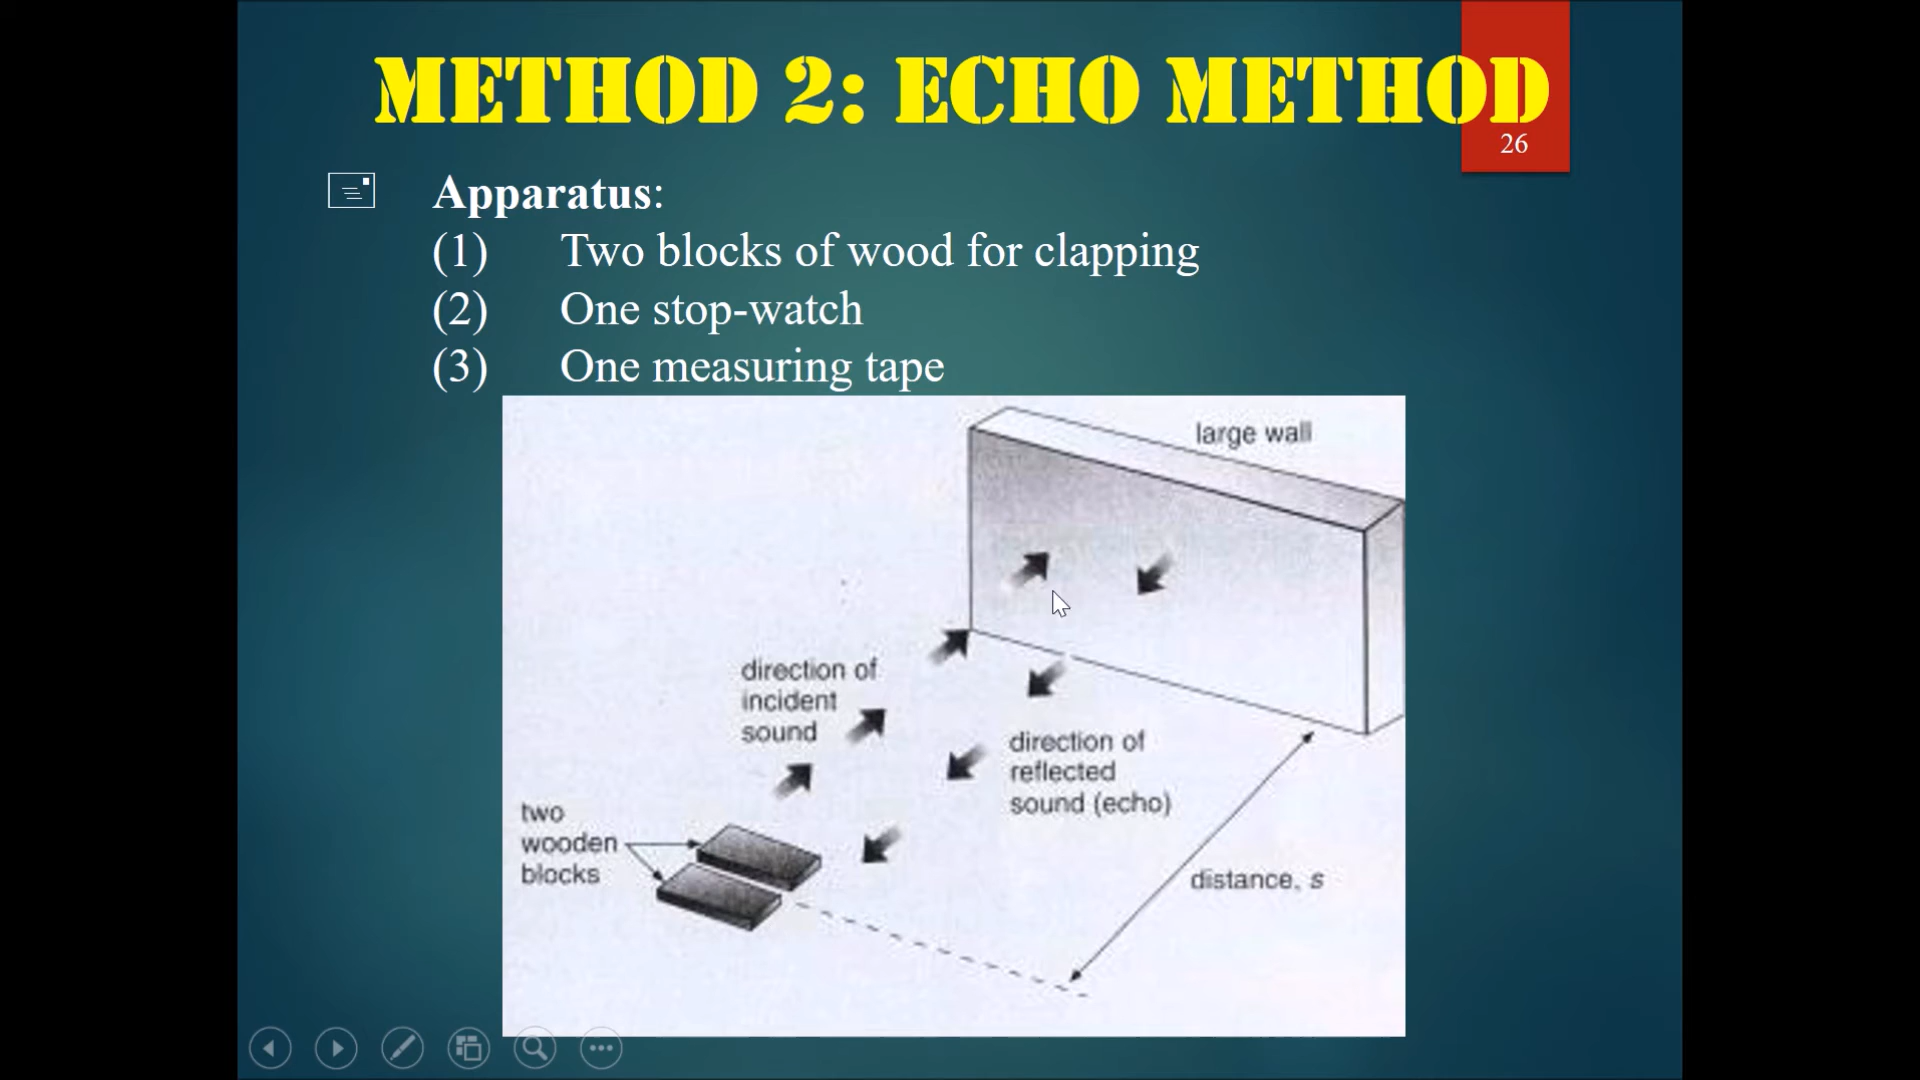 METHOD 2: ECHO METHOD
26
Apparatus:
(1) Two blocks of wood for clapping
(2) One stop-watch
(3) One measuring tape
large wall
direction of
incident
sound
direction of
reflected
sound (echo)
two
wooden
blocks
distance, s